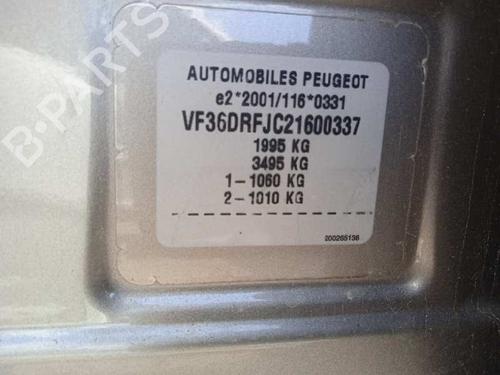 B-PARTS
AUTOMOBILES PEUGEOT
e2*2001/116*0331
VF36DRFJC21600337
1995 KG
3495 KG
1-1060 KG
2-1010 KG
200265136